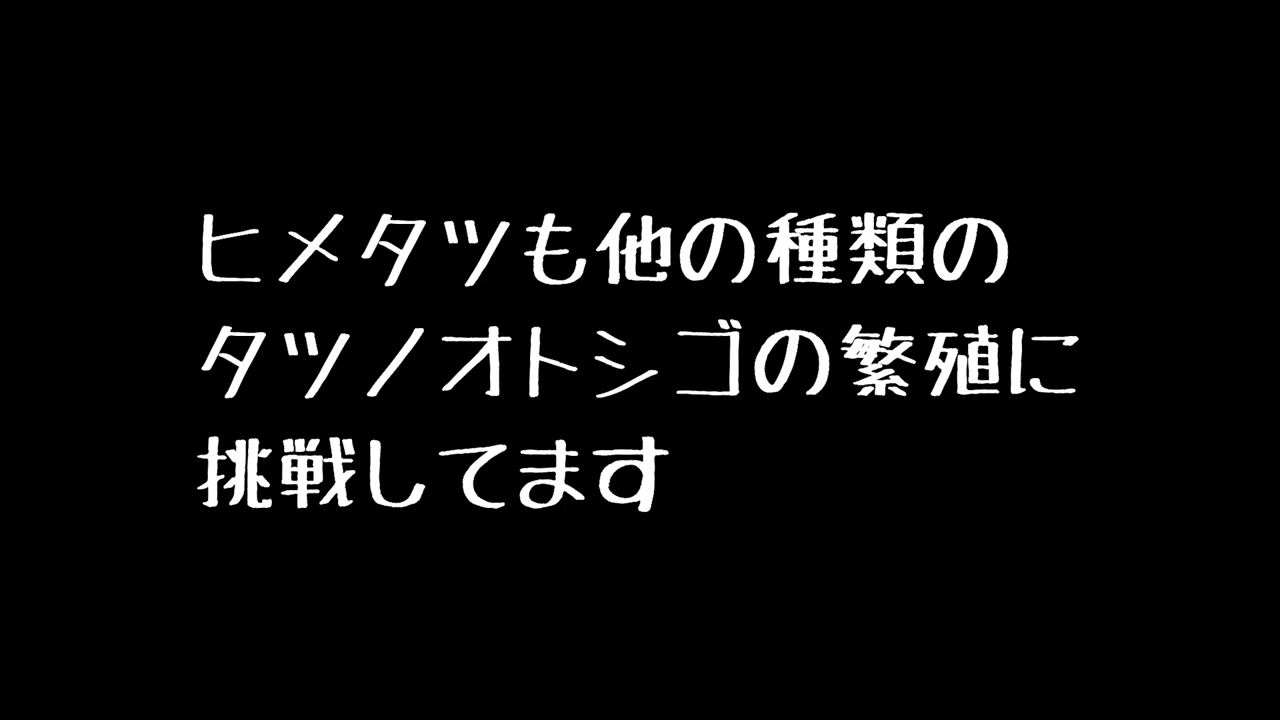 ヒメタツも他の種類の
タツノオトシゴの繁殖に
挑戦してます